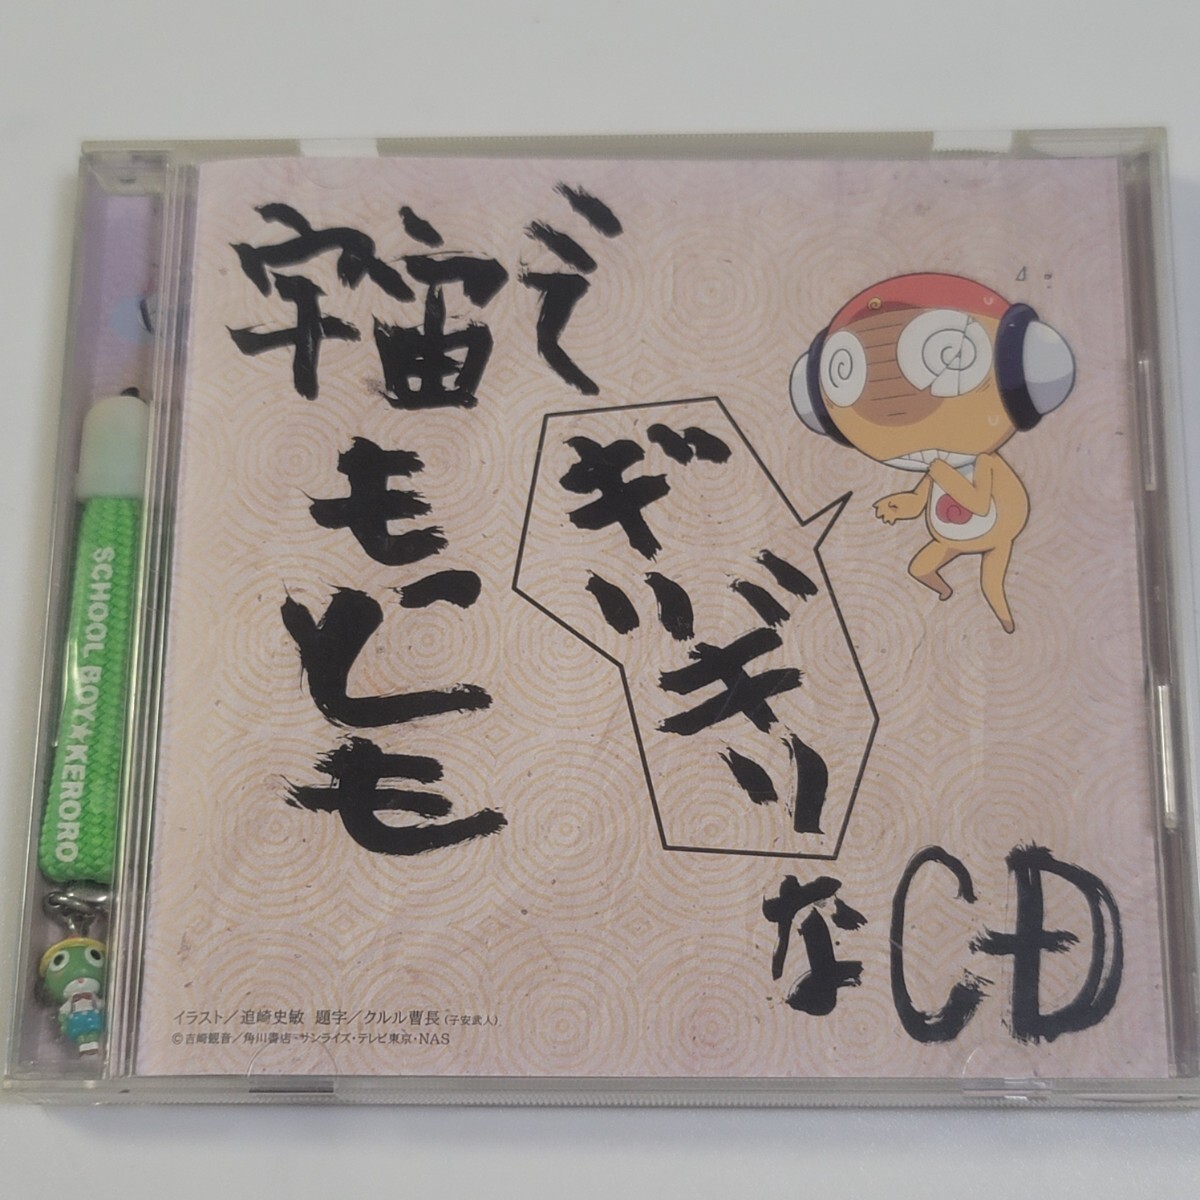 宇宙で
もっとも
ギリギリ
なCD
SCHOOL BOY★KERORO
イラスト／追崎史敏 題字／クルル曹長(子安武人)
©吉崎観音／角川書店・サンライズ・テレビ東京・NAS